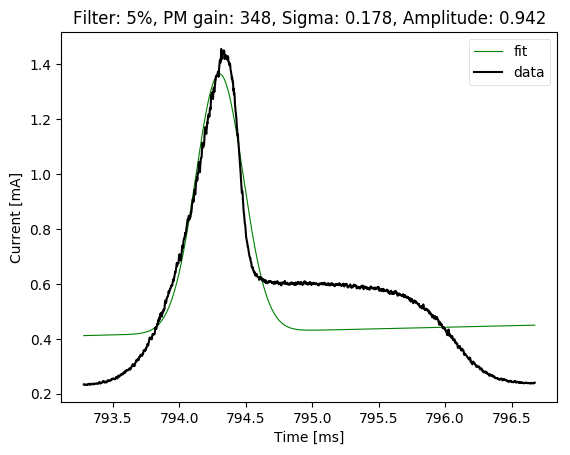 Filter: 5%, PM gain: 348, Sigma: 0.178, Amplitude: 0.942
fit
data
Current [mA]
1.4
1.2
1.0
0.8
0.6
0.4
0.2
793.5 794.0 794.5 795.0 795.5 796.0 796.5
Time [ms]